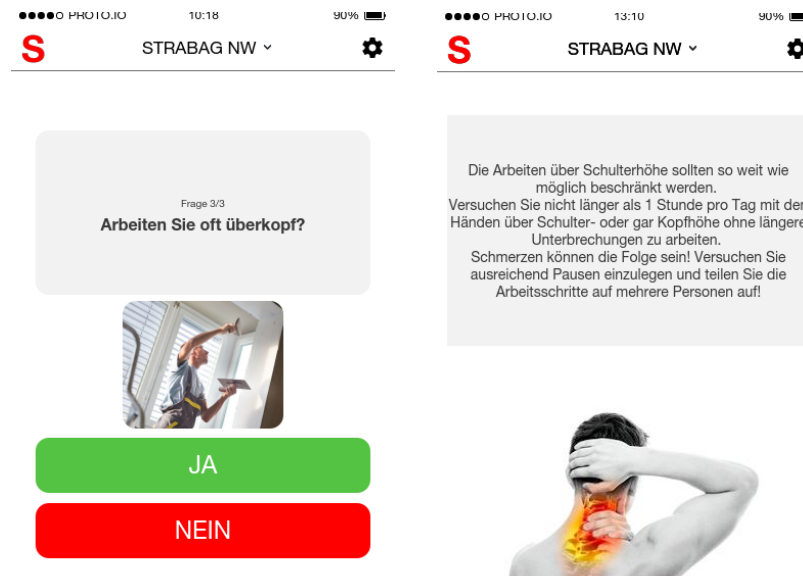 PROTO.IO 10:18 90%
S STRABAG NW
Frage 3/3
Arbeiten Sie oft überkopf?
JA
NEIN
PROTO.IO 13:10 90%
S STRABAG NW
Die Arbeiten über Schulterhöhe sollten so weit wie
möglich beschränkt werden.
Versuchen Sie nicht länger als 1 Stunde pro Tag mit den
Händen über Schulter- oder gar Kopfhöhe ohne längere
Unterbrechungen zu arbeiten.
Schmerzen können die Folge sein! Versuchen Sie
ausreichend Pausen einzulegen und teilen Sie die
Arbeitsschritte auf mehrere Personen auf!